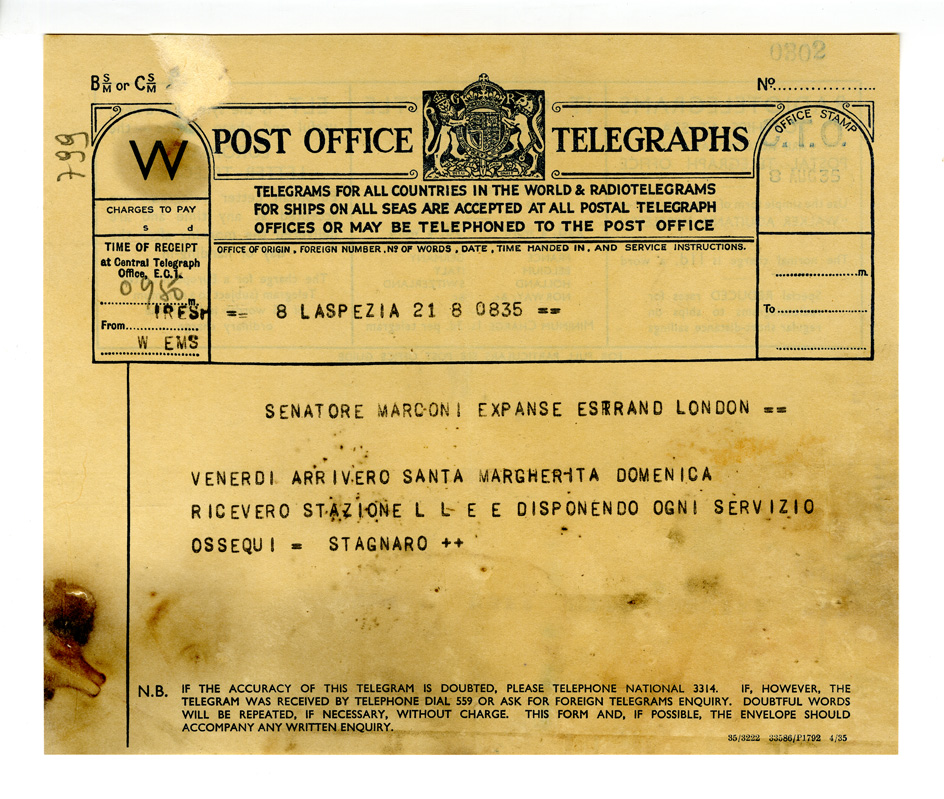 B S/M or C S/M
Nº
799
W
POST OFFICE TELEGRAPHS
G R
OFFICE STAMP
TELEGRAMS FOR ALL COUNTRIES IN THE WORLD & RADIOTELEGRAMS
FOR SHIPS ON ALL SEAS ARE ACCEPTED AT ALL POSTAL TELEGRAPH
OFFICES OR MAY BE TELEPHONED TO THE POST OFFICE
CHARGES TO PAY
s d
TIME OF RECEIPT
at Central Telegraph
Office, E.C.1.
OFFICE OF ORIGIN, FOREIGN NUMBER, Nº OF WORDS, DATE, TIME HANDED IN, AND SERVICE INSTRUCTIONS.
m.
m.
IRESH == 8 LASPEZIA 21 8 0835 ==
From
To
W EMS
SENATORE MARCONI EXPANSE ESTRAND LONDON ==
VENERDI ARRIVERO SANTA MARGHERITA DOMENICA
RICEVERO STAZIONE L L E E DISPONENDO OGNI SERVIZIO
OSSEQUI = STAGNARO ++
N.B. IF THE ACCURACY OF THIS TELEGRAM IS DOUBTED, PLEASE TELEPHONE NATIONAL 3314. IF, HOWEVER, THE
TELEGRAM WAS RECEIVED BY TELEPHONE DIAL 559 OR ASK FOR FOREIGN TELEGRAMS ENQUIRY. DOUBTFUL WORDS
WILL BE REPEATED, IF NECESSARY, WITHOUT CHARGE. THIS FORM AND, IF POSSIBLE, THE ENVELOPE SHOULD
ACCOMPANY ANY WRITTEN ENQUIRY.
35/3222 33586/P1792 4/35